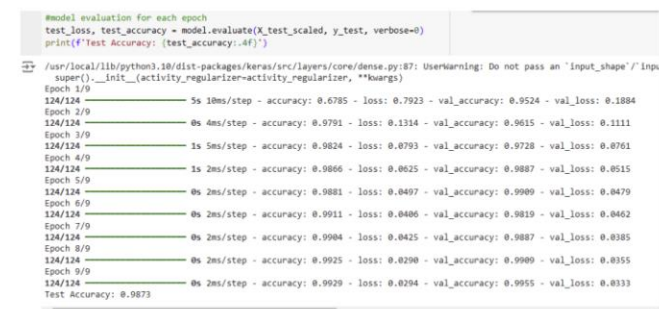 #model evaluation for each epoch
test_loss, test_accuracy = model.evaluate(X_test_scaled, y_test, verbose=0)
print(f'Test Accuracy: {test_accuracy:.4f}')
/usr/local/lib/python3.10/dist-packages/keras/src/layers/core/dense.py:87: UserWarning: Do not pass an `input_shape`/`inpu
super().__init__(activity_regularizer=activity_regularizer, **kwargs)
Epoch 1/9
124/124 5s 10ms/step - accuracy: 0.6785 - loss: 0.7923 - val_accuracy: 0.9524 - val_loss: 0.1884
Epoch 2/9
124/124 0s 4ms/step - accuracy: 0.9791 - loss: 0.1314 - val_accuracy: 0.9615 - val_loss: 0.1111
Epoch 3/9
124/124 1s 5ms/step - accuracy: 0.9824 - loss: 0.0793 - val_accuracy: 0.9728 - val_loss: 0.0761
Epoch 4/9
124/124 1s 2ms/step - accuracy: 0.9866 - loss: 0.0625 - val_accuracy: 0.9887 - val_loss: 0.0515
Epoch 5/9
124/124 0s 2ms/step - accuracy: 0.9881 - loss: 0.0497 - val_accuracy: 0.9909 - val_loss: 0.0479
Epoch 6/9
124/124 0s 2ms/step - accuracy: 0.9911 - loss: 0.0406 - val_accuracy: 0.9819 - val_loss: 0.0462
Epoch 7/9
124/124 0s 2ms/step - accuracy: 0.9904 - loss: 0.0425 - val_accuracy: 0.9887 - val_loss: 0.0385
Epoch 8/9
124/124 0s 2ms/step - accuracy: 0.9925 - loss: 0.0290 - val_accuracy: 0.9909 - val_loss: 0.0355
Epoch 9/9
124/124 0s 2ms/step - accuracy: 0.9929 - loss: 0.0294 - val_accuracy: 0.9955 - val_loss: 0.0333
Test Accuracy: 0.9873